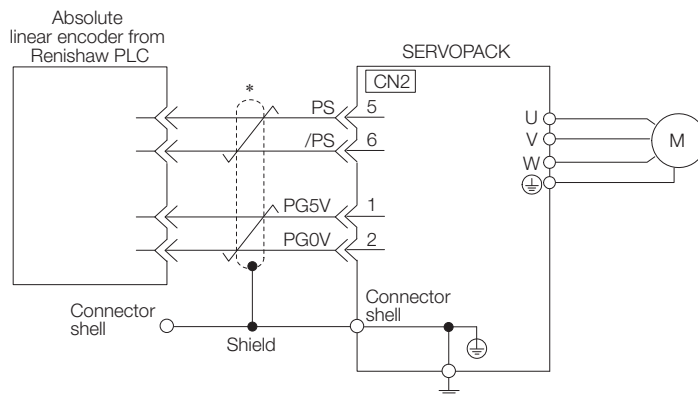 Absolute
linear encoder from
Renishaw PLC
SERVOPACK
*
CN2
PS
5
/PS
6
PG5V
1
PG0V
2
U
V
W
M
Connector
shell
Shield
Connector
shell